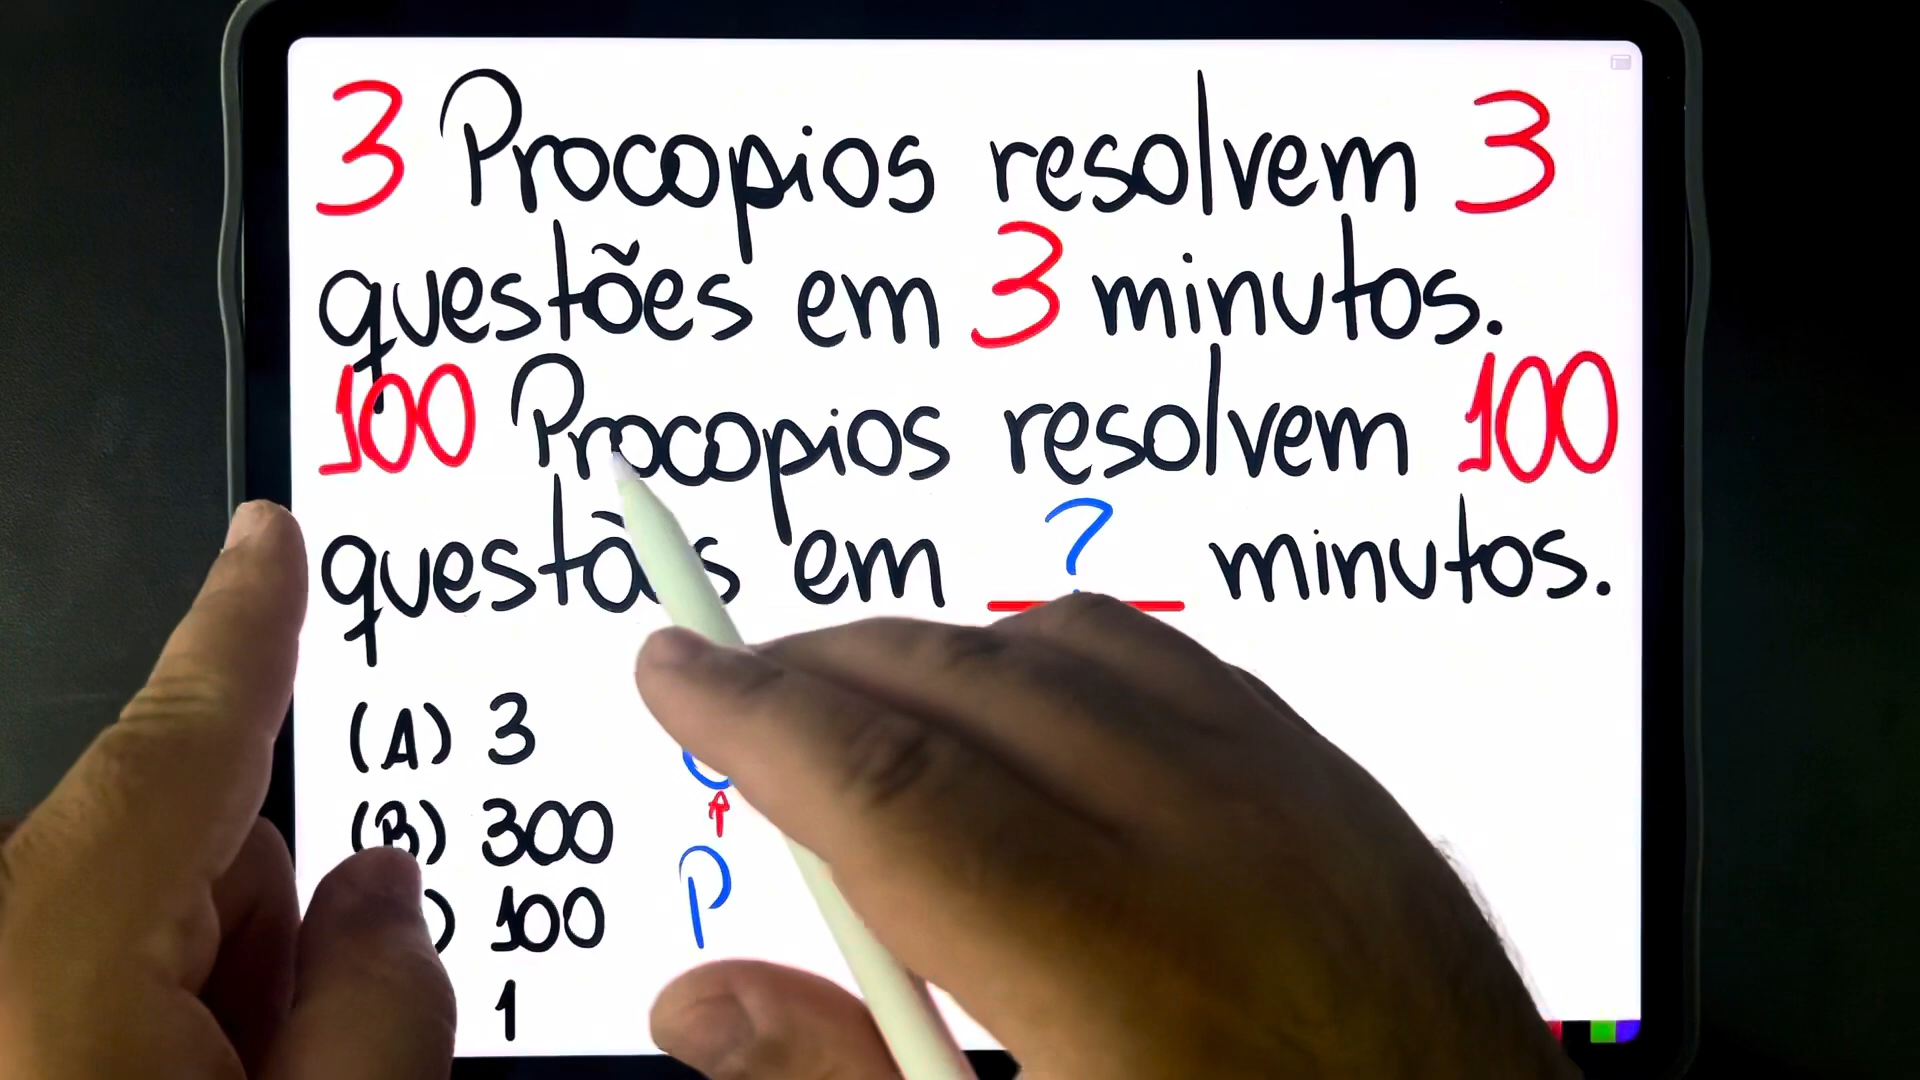 3 Procopios resolvem 3
questões em 3 minutos.
100 Procopios resolvem 100
em ? minutos.
(A) 3
(B) 300
) 100
P
1